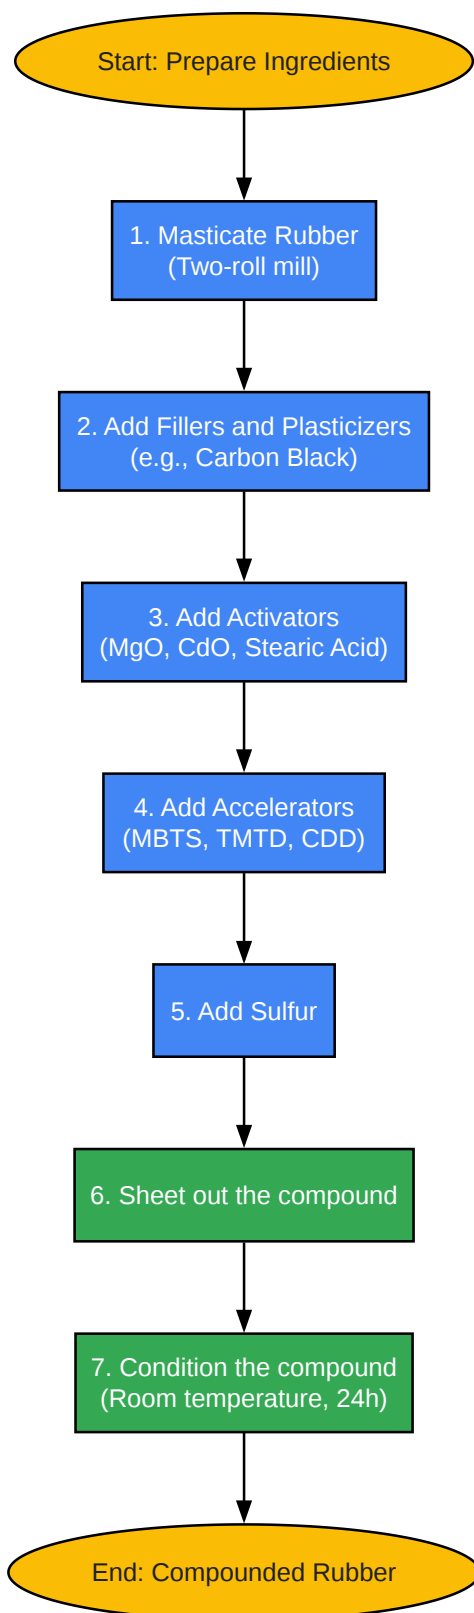 Start: Prepare Ingredients
1. Masticate Rubber
(Two-roll mill)
2. Add Fillers and Plasticizers
(e.g., Carbon Black)
3. Add Activators
(MgO, CdO, Stearic Acid)
4. Add Accelerators
(MBTS, TMTD, CDD)
5. Add Sulfur
6. Sheet out the compound
7. Condition the compound
(Room temperature, 24h)
End: Compounded Rubber